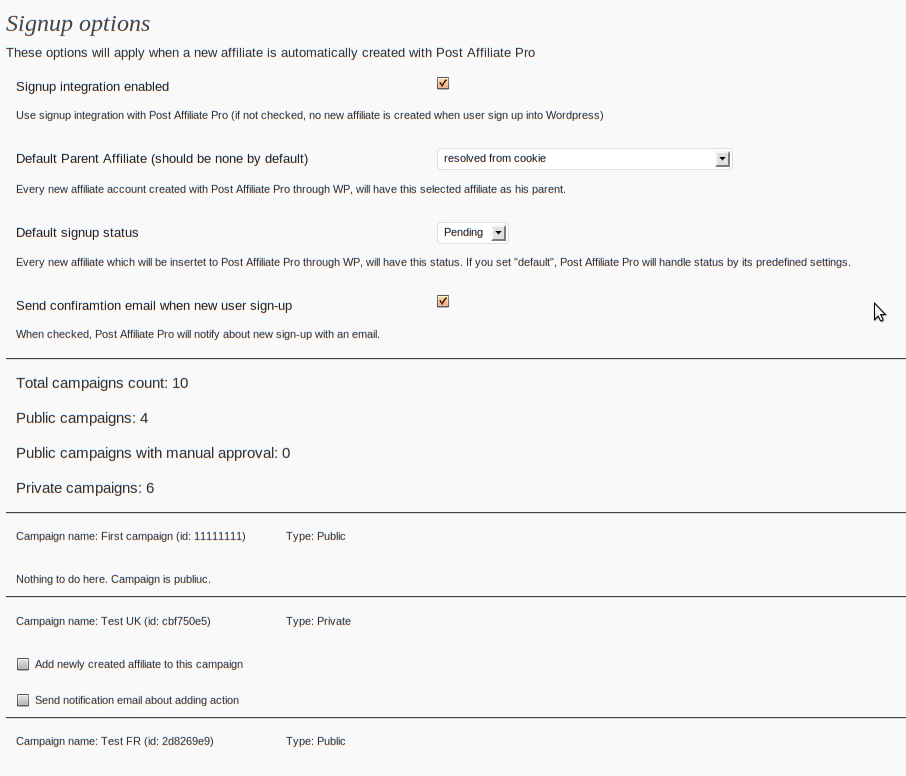 Signup options
These options will apply when a new affiliate is automatically created with Post Affiliate Pro
Signup integration enabled
Use signup integration with Post Affiliate Pro (if not checked, no new affiliate is created when user sign up into Wordpress)
Default Parent Affiliate (should be none by default) resolved from cookie
Every new affiliate account created with Post Affiliate Pro through WP, will have this selected affiliate as his parent.
Default signup status Pending
Every new affiliate which will be insertet to Post Affiliate Pro through WP, will have this status. If you set "default", Post Affiliate Pro will handle status by its predefined settings.
Send confiramtion email when new user sign-up
When checked, Post Affiliate Pro will notify about new sign-up with an email.
Total campaigns count: 10
Public campaigns: 4
Public campaigns with manual approval: 0
Private campaigns: 6
Campaign name: First campaign (id: 11111111) Type: Public
Nothing to do here. Campaign is publiuc.
Campaign name: Test UK (id: cbf750e5) Type: Private
Add newly created affiliate to this campaign
Send notification email about adding action
Campaign name: Test FR (id: 2d8269e9) Type: Public